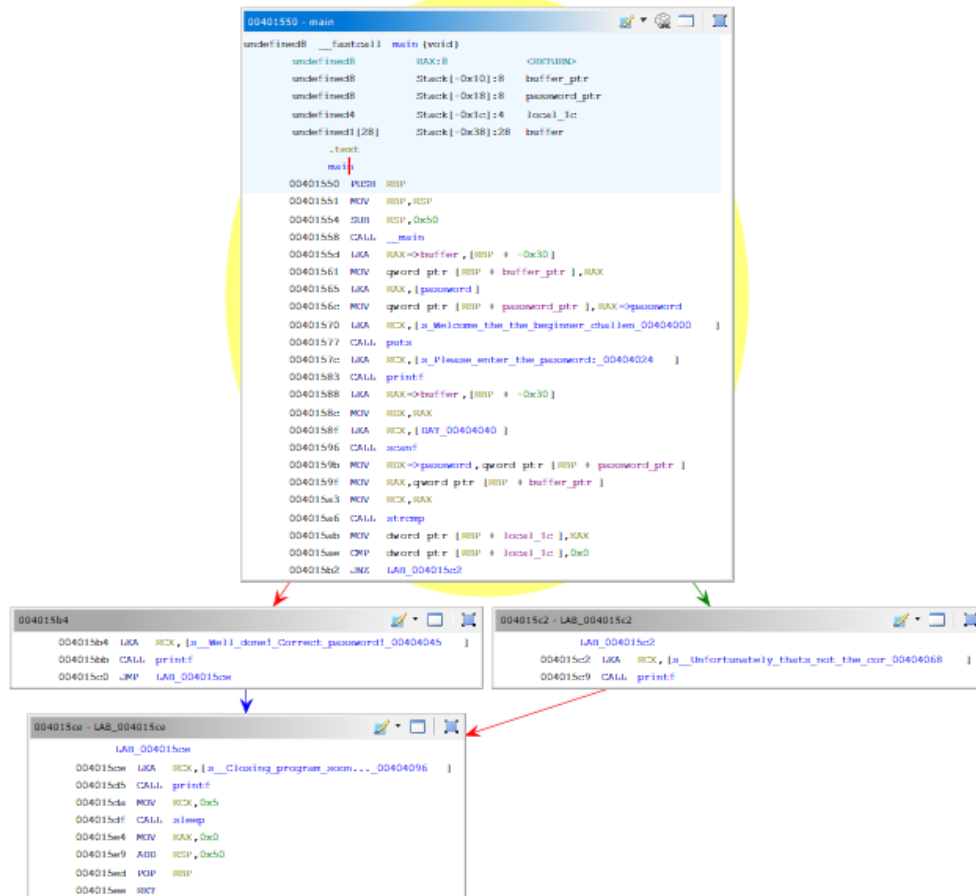 00401550 - main
undefined8 __fastcall main (void)
undefined8 RAX:8 <RETURN>
undefined8 Stack[-0x10]:8 buffer_ptr
undefined8 Stack[-0x18]:8 password_ptr
undefined4 Stack[-0x1c]:4 local_1c
undefined1[28] Stack[-0x38]:28 buffer
.text
main
00401550 PUSH RBP
00401551 MOV RBP,RSP
00401554 SUB RSP,0x50
00401558 CALL __main
0040155d LEA RAX=>buffer,[RBP + -0x30]
00401561 MOV qword ptr [RBP + buffer_ptr],RAX
00401565 LEA RAX,[password]
0040156c MOV qword ptr [RBP + password_ptr],RAX=>password
00401570 LEA RCX,[s_Welcome_the_the_beginner_challen_00404000 ]
00401577 CALL puts
0040157c LEA RCX,[s_Please_enter_the_password:_00404024 ]
00401583 CALL printf
00401588 LEA RAX=>buffer,[RBP + -0x30]
0040158c MOV RDX,RAX
0040158f LEA RCX,[DAT_00404040 ]
00401596 CALL scanf
0040159b MOV RDX=>password,qword ptr [RBP + password_ptr ]
0040159f MOV RAX,qword ptr [RBP + buffer_ptr ]
004015a3 MOV RCX,RAX
004015a6 CALL strcmp
004015ab MOV dword ptr [RBP + local_1c ],EAX
004015ae CMP dword ptr [RBP + local_1c ],0x0
004015b2 JNZ LAB_004015c2
004015b4
004015b4 LEA RCX,[s__Well_done!_Correct_password!_00404045 ]
004015bb CALL printf
004015c0 JMP LAB_004015ce
004015c2 - LAB_004015c2
LAB_004015c2
004015c2 LEA RCX,[s__Unfortunately_thats_not_the_cor_00404068 ]
004015c9 CALL printf
004015ce - LAB_004015ce
LAB_004015ce
004015ce LEA RCX,[s__Closing_program_soon..._00404096 ]
004015d5 CALL printf
004015da MOV ECX,0x5
004015df CALL sleep
004015e4 MOV EAX,0x0
004015e9 ADD RSP,0x50
004015ed POP RBP
004015ee RET